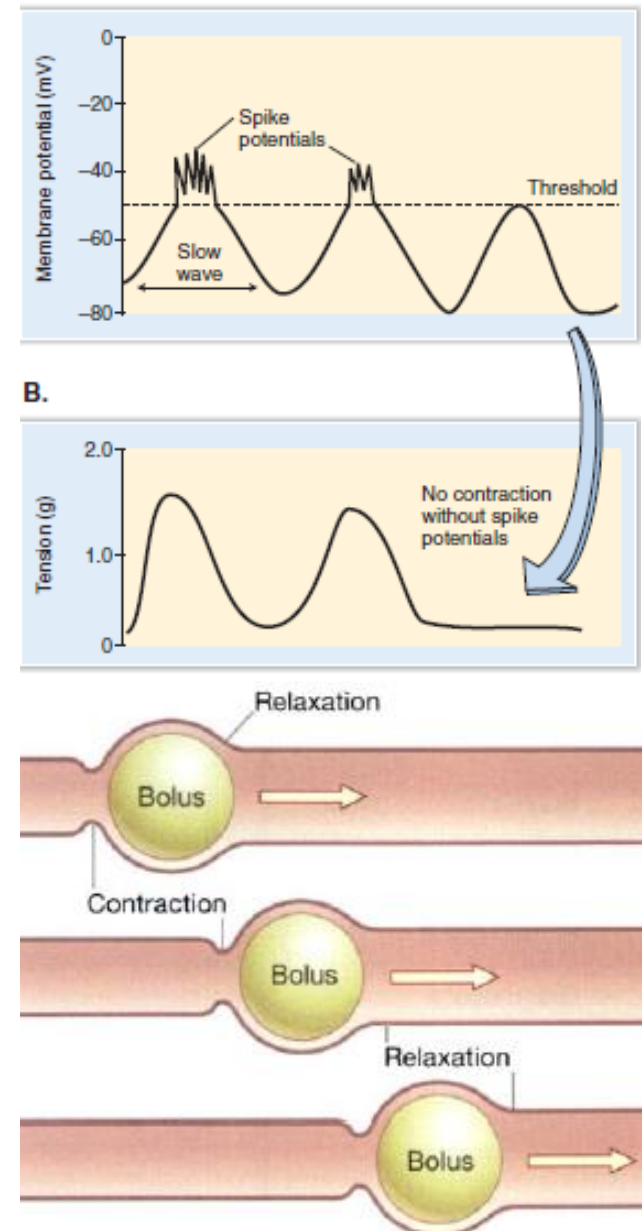 Membrane potential (mV)
0
–20
–40
–60
–80
Spike
potentials
Threshold
Slow
wave
B.
Tension (g)
2.0
1.0
0
No contraction
without spike
potentials
Relaxation
Bolus
Contraction
Bolus
Relaxation
Bolus